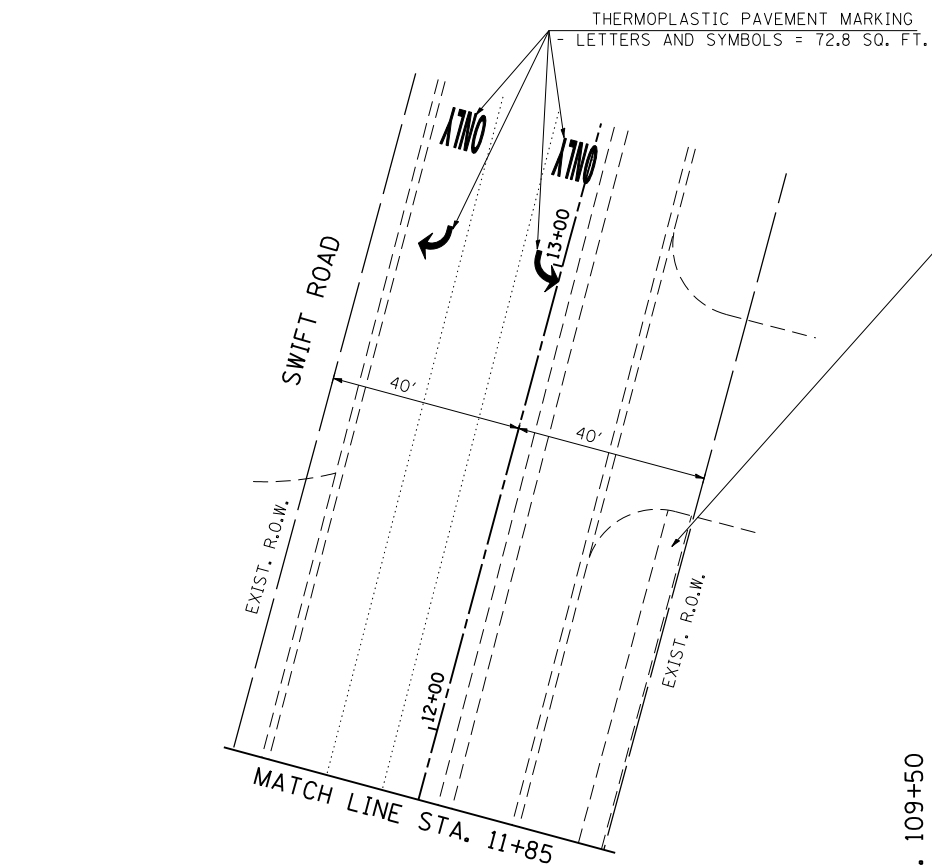 THERMOPLASTIC PAVEMENT MARKING
- LETTERS AND SYMBOLS = 72.8 SQ. FT.
ONLY
ONLY
13+00
SWIFT ROAD
40'
40'
EXIST. R.O.W.
EXIST. R.O.W.
12+00
MATCH LINE STA. 11+85
. 109+50